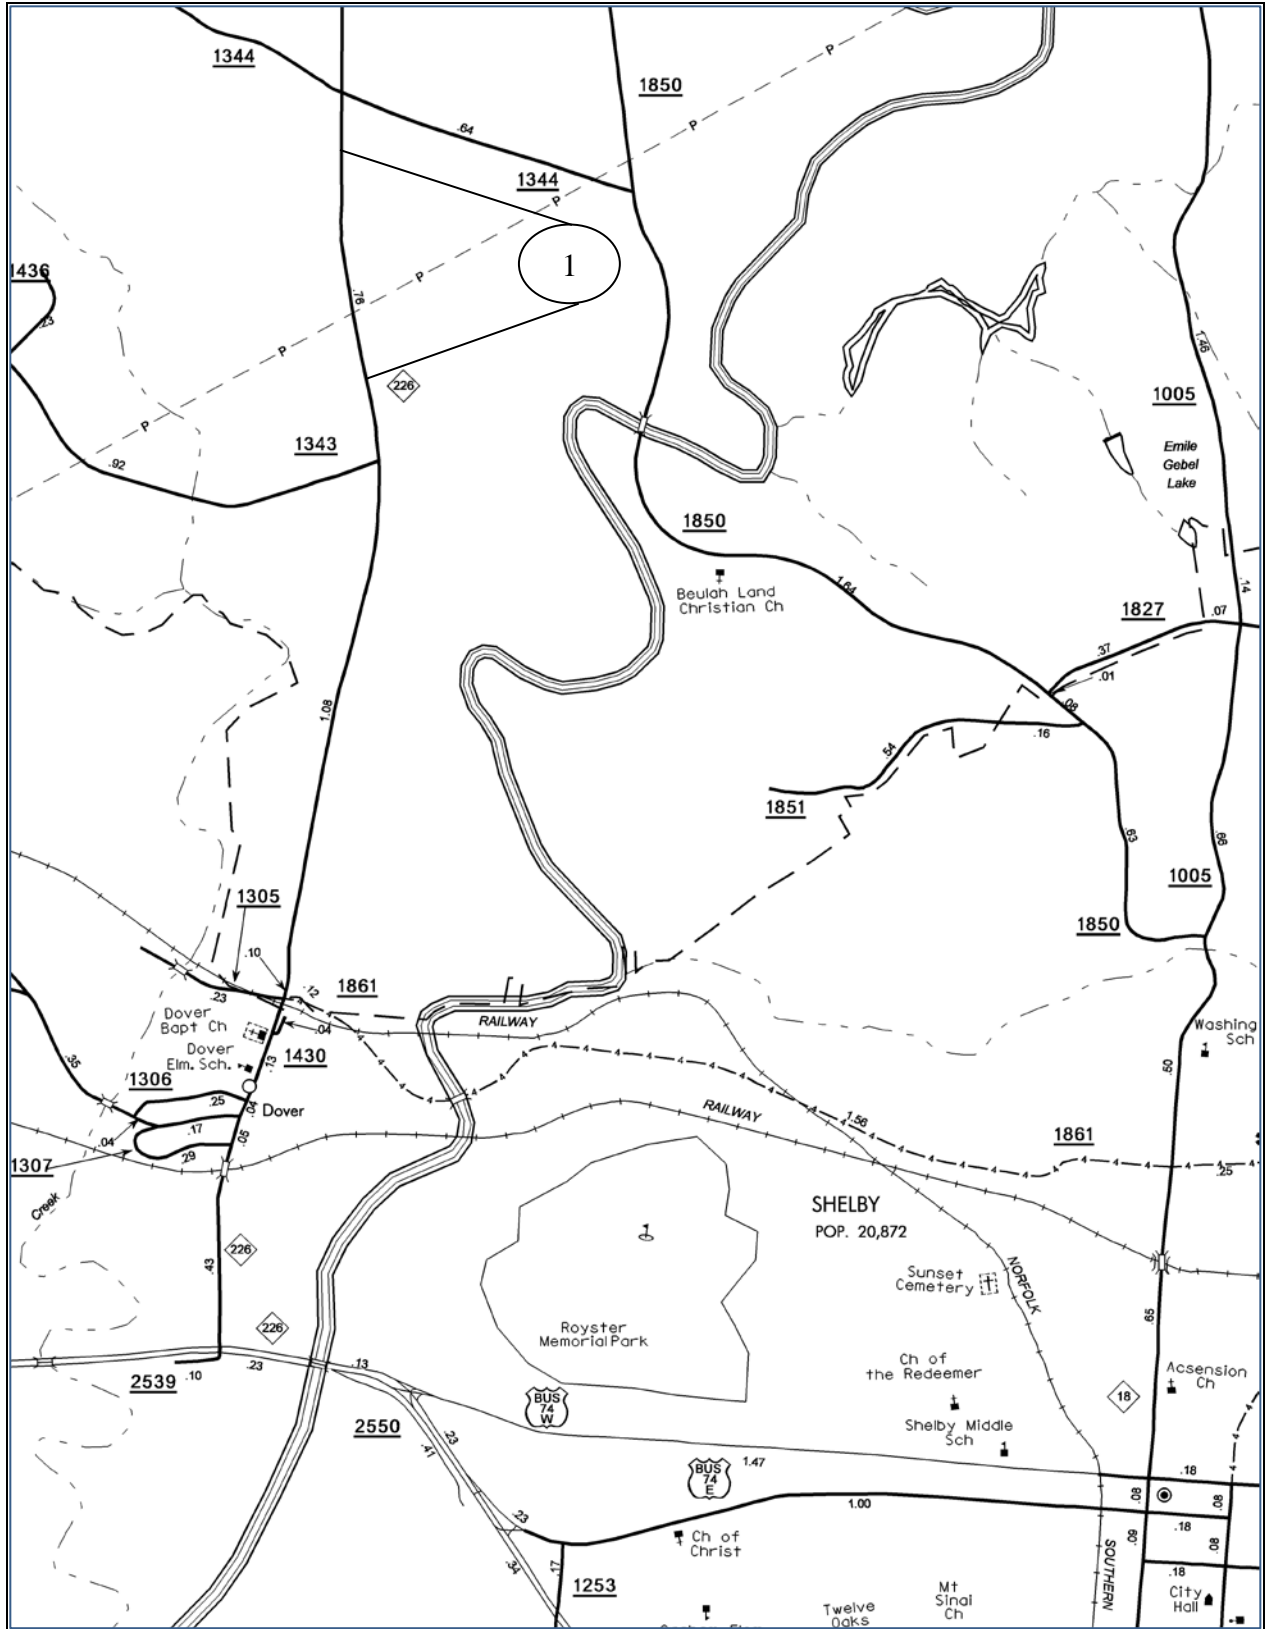 1344
1850
P
P
.64
1344
P
1
1436
.23
P
.76
P
226
P
.92
1343
1.46
1005
Emile
Gebel
Lake
1850
Beulah Land
Christian Ch
1.64
.14
1827
.07
.37
.01
.08
.16
.54
1851
1.08
.63
.66
1005
1850
1305
.10
.12
1861
.23
.04
Dover
Bapt Ch
Dover
Elm. Sch.
.13
1430
RAILWAY
Washing
Sch
.35
1306
.25
.04
Dover
.17
.05
.04
.29
1307
RAILWAY
1.56
1861
.25
.50
Creek
SHELBY
POP. 20,872
226
.43
Sunset
Cemetery
NORFOLK
226
Royster
Memorial Park
.65
Ch of
the Redeemer
Acsension
Ch
.10
.23
.13
2539
BUS
74
W
18
Shelby Middle
Sch
2550
.23
.41
1.47
BUS
74
E
.18
.08
.08
1.00
.23
.18
Ch of
Christ
.34
.17
.80
SOUTHERN
.18
1253
Mt
Sinai
Ch
City
Hall
Twelve
Oaks